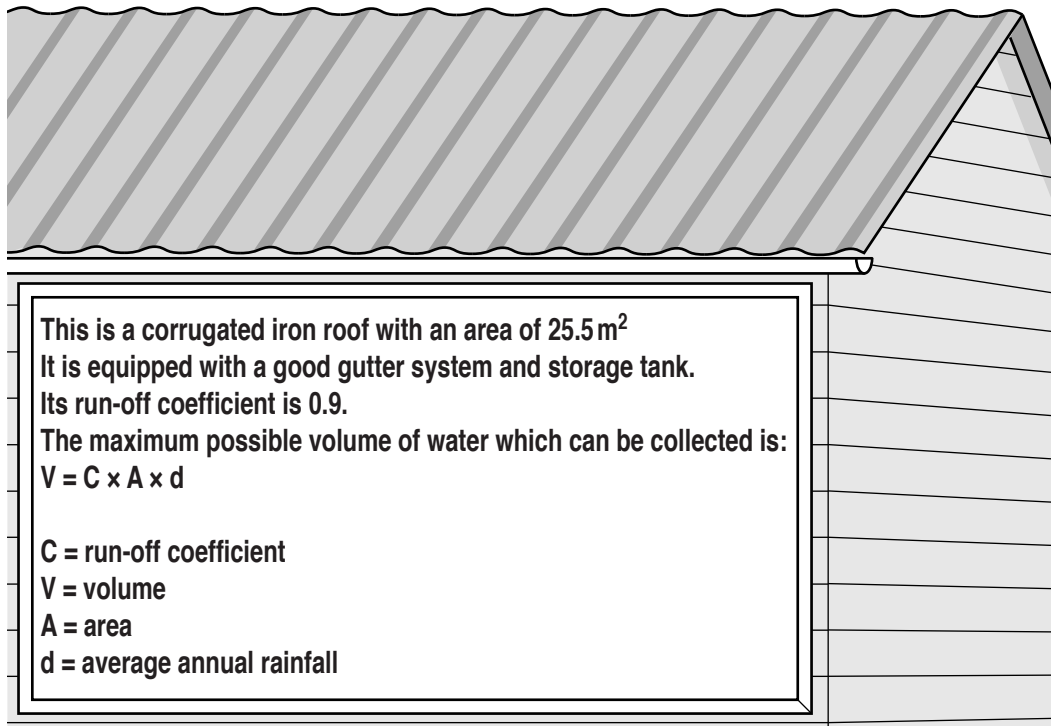 This is a corrugated iron roof with an area of 25.5 m²
It is equipped with a good gutter system and storage tank.
Its run-off coefficient is 0.9.
The maximum possible volume of water which can be collected is:
V = C × A × d
C = run-off coefficient
V = volume
A = area
d = average annual rainfall